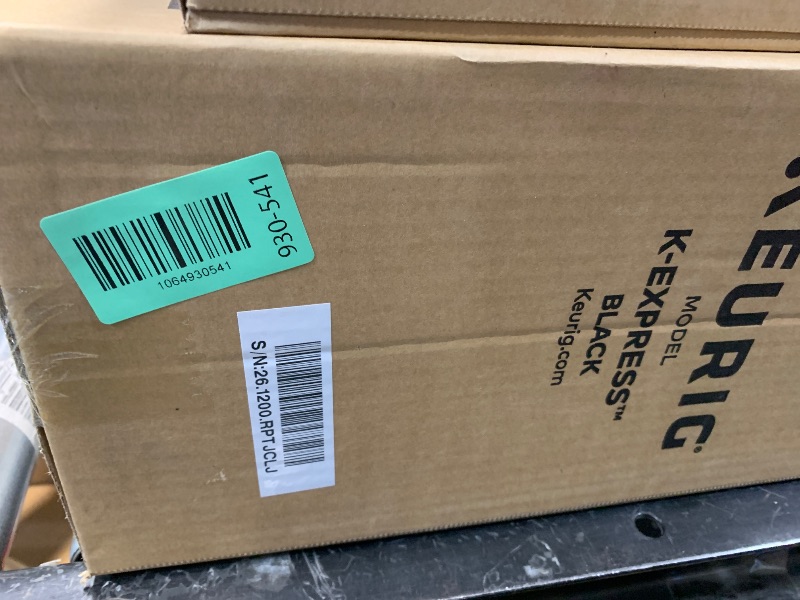 KEURIG®
MODEL
K-EXPRESS™
BLACK
Keurig.com
930-541
1064930541
S/N:26.1200.RPTJCLJ